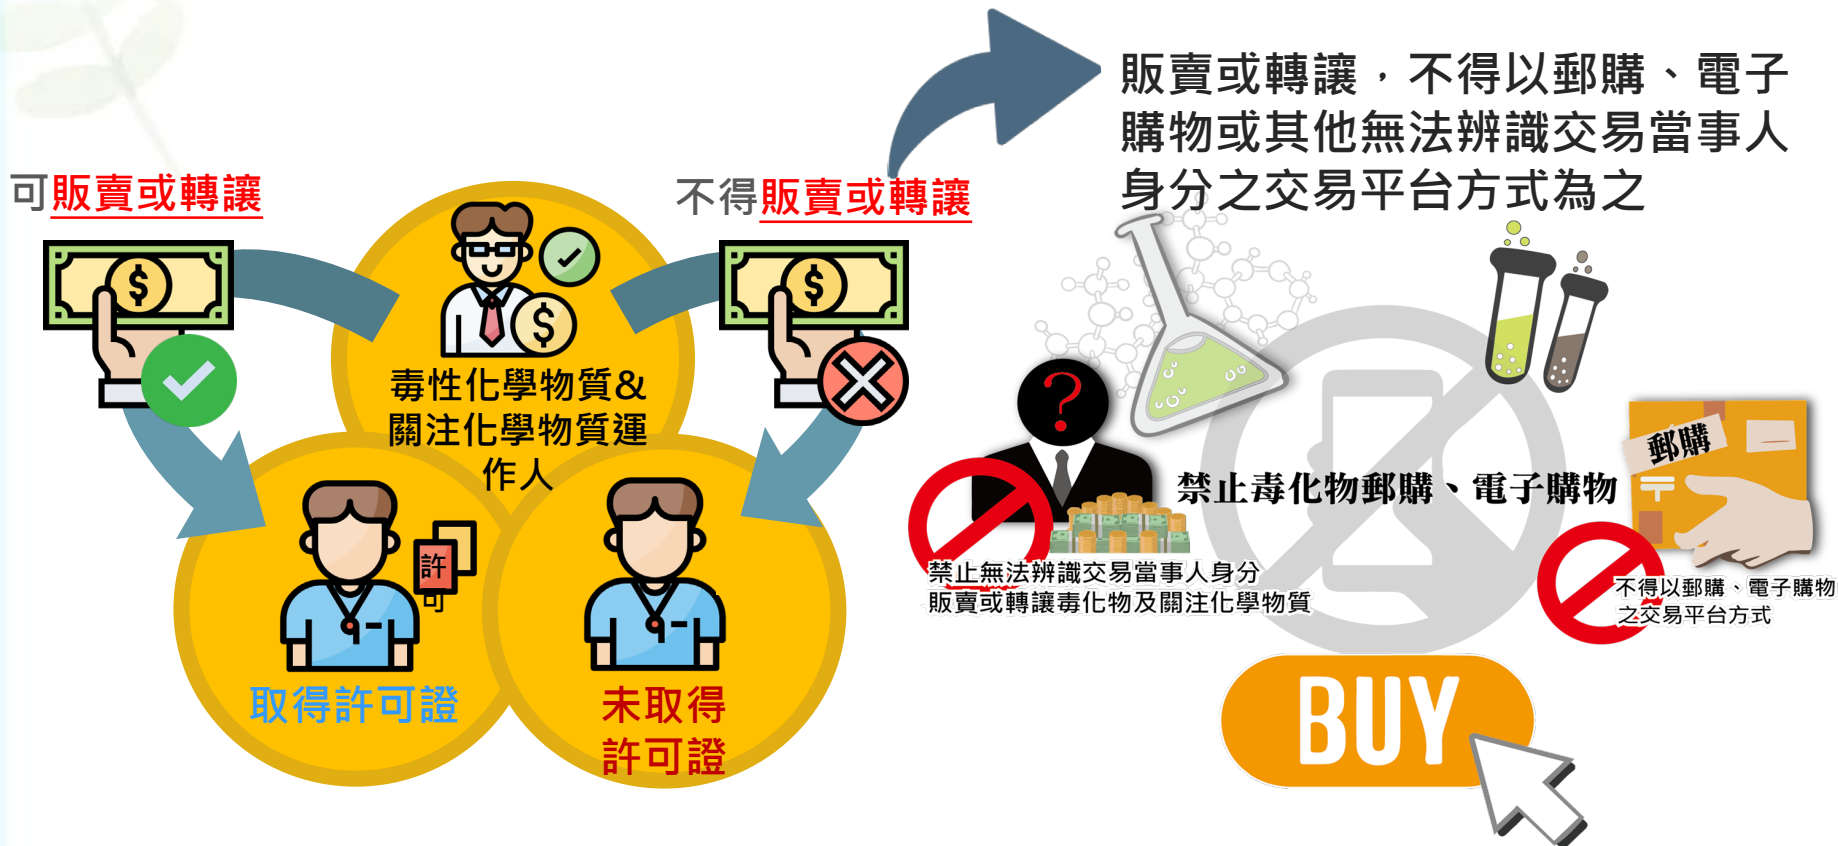 可販賣或轉讓
不得販賣或轉讓
毒性化學物質&
關注化學物質運
作人
許
可
取得許可證
未取得
許可證
販賣或轉讓，不得以郵購、電子
購物或其他無法辨識交易當事人
身分之交易平台方式為之
?
郵購
〒
禁止毒化物郵購、電子購物
禁止無法辨識交易當事人身分
販賣或轉讓毒化物及關注化學物質
不得以郵購、電子購物
之交易平台方式
BUY